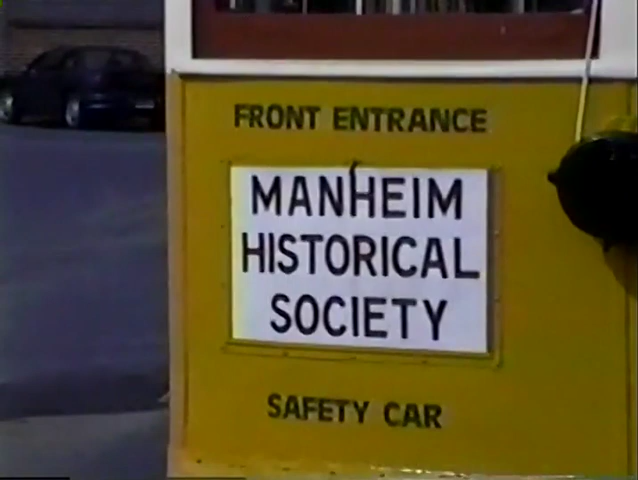 FRONT ENTRANCE
MANHEIM
HISTORICAL
SOCIETY
SAFETY CAR